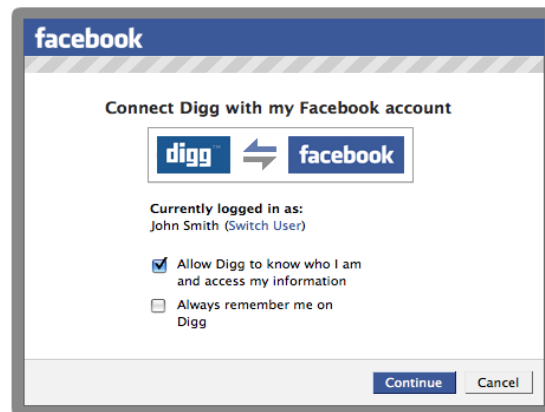 facebook
Connect Digg with my Facebook account
digg™ facebook
Currently logged in as:
John Smith (Switch User)
Allow Digg to know who I am
and access my information
Always remember me on
Digg
Continue Cancel